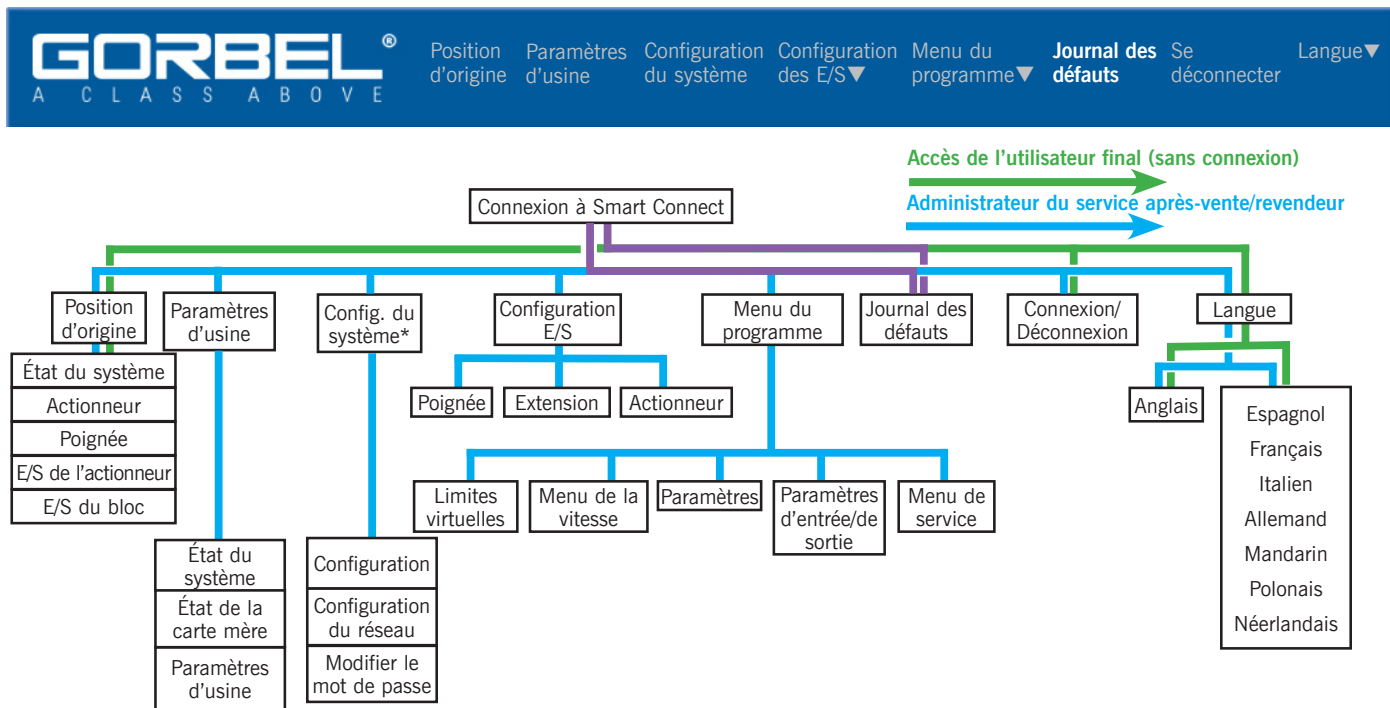 GORBEL®
A CLASS ABOVE
Position
d'origine
Paramètres
d'usine
Configuration
du système
Configuration
des E/S▼
Menu du
programme▼
Journal des
défauts
Se
déconnecter
Langue▼
Accès de l'utilisateur final (sans connexion)
Administrateur du service après-vente/revendeur
Connexion à Smart Connect
Position
d'origine
Paramètres
d'usine
Config. du
système*
Configuration
E/S
Menu du
programme
Journal des
défauts
Connexion/
Déconnexion
Langue
État du système
Actionneur
Poignée
E/S de l'actionneur
E/S du bloc
Poignée
Extension
Actionneur
Anglais
Espagnol
Français
Italien
Allemand
Mandarin
Polonais
Néerlandais
Limites
virtuelles
Menu de la
vitesse
Paramètres
Paramètres
d'entrée/de
sortie
Menu de
service
État du
système
État de la
carte mère
Paramètres
d'usine
Configuration
Configuration
du réseau
Modifier le
mot de passe